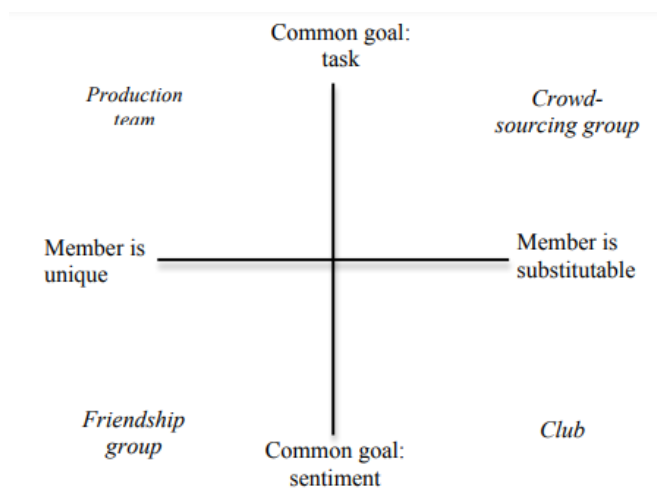 Common goal:
task
Production
team
Crowd-
sourcing group
Member is
unique
Member is
substitutable
Friendship
group
Common goal:
sentiment
Club